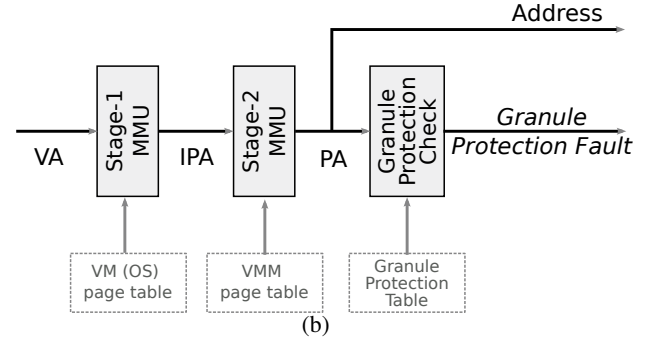 Address
Stage-1
MMU
Stage-2
MMU
Granule
Protection
Check
Granule
Protection Fault
VA
IPA
PA
VM (OS)
page table
VMM
page table
Granule
Protection
Table
(b)